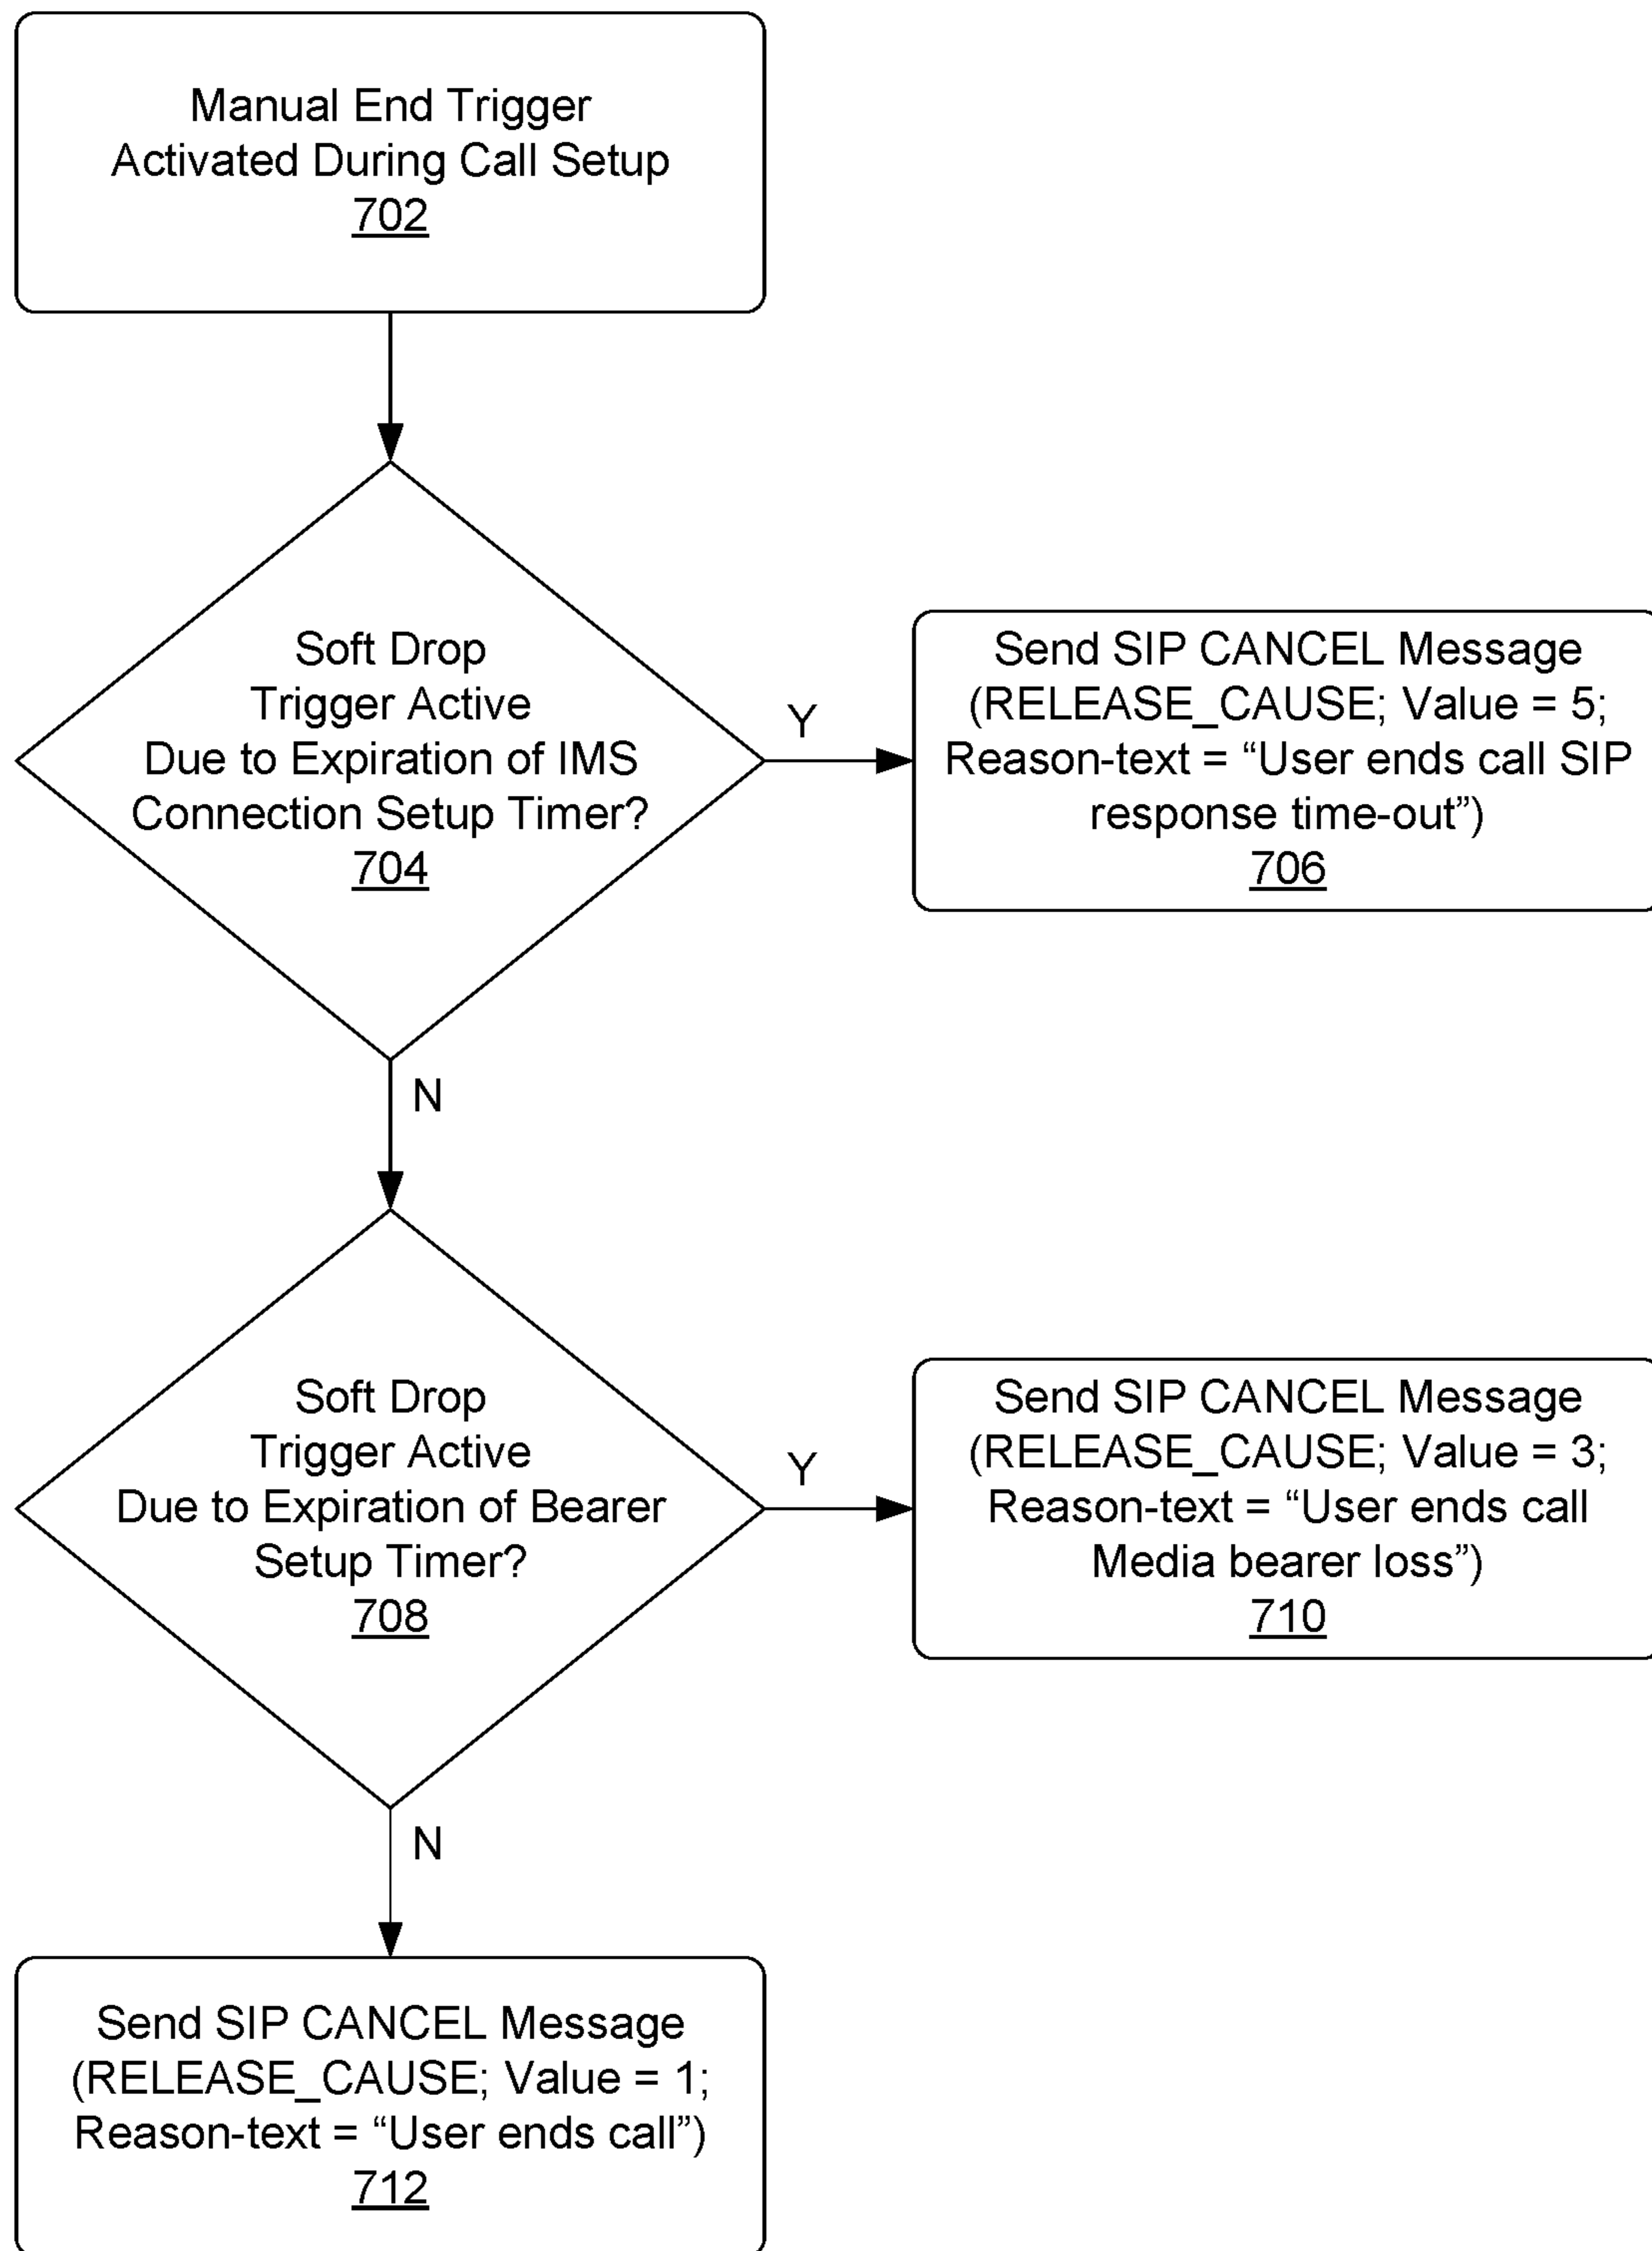 Manual End Trigger
Activated During Call Setup
702
Soft Drop
Trigger Active
Due to Expiration of IMS
Connection Setup Timer?
704
Y
Send SIP CANCEL Message
(RELEASE_CAUSE; Value = 5;
Reason-text = “User ends call SIP
response time-out”)
706
N
Soft Drop
Trigger Active
Due to Expiration of Bearer
Setup Timer?
708
Y
Send SIP CANCEL Message
(RELEASE_CAUSE; Value = 3;
Reason-text = “User ends call
Media bearer loss”)
710
N
Send SIP CANCEL Message
(RELEASE_CAUSE; Value = 1;
Reason-text = “User ends call”)
712